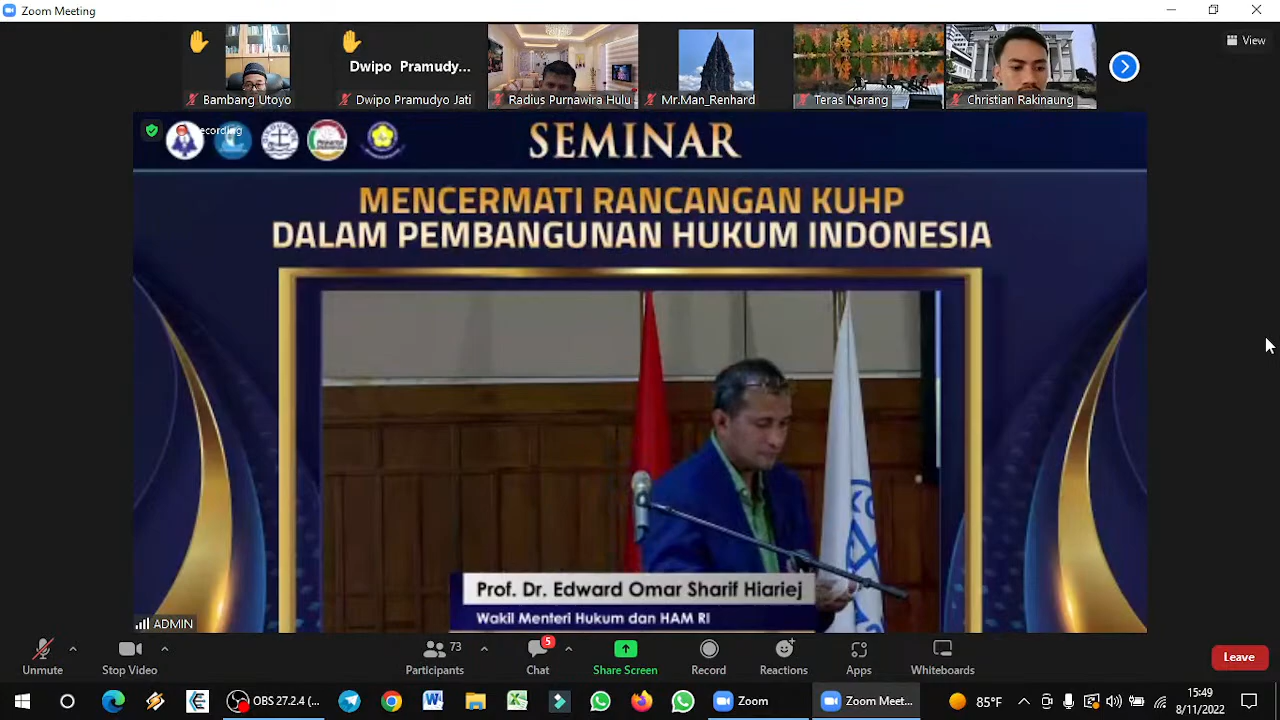 Zoom Meeting
View
Dwipo Pramudy...
Bambang Utoyo
Dwipo Pramudyo Jati
Radius Purnawira Hulu
Mr.Man_Renhard
Teras Narang
Christian Rakinaung
SEMINAR
MENCERMATI RANCANGAN KUHP
DALAM PEMBANGUNAN HUKUM INDONESIA
Prof. Dr. Edward Omar Sharif Hiariej
Wakil Menteri Hukum dan HAM RI
ADMIN
73
5
Unmute
Stop Video
Participants
Chat
Share Screen
Record
Reactions
Apps
Whiteboards
Leave
OBS 27.2.4 (...
Zoom
Zoom Meet...
85°F
15:49
8/11/2022